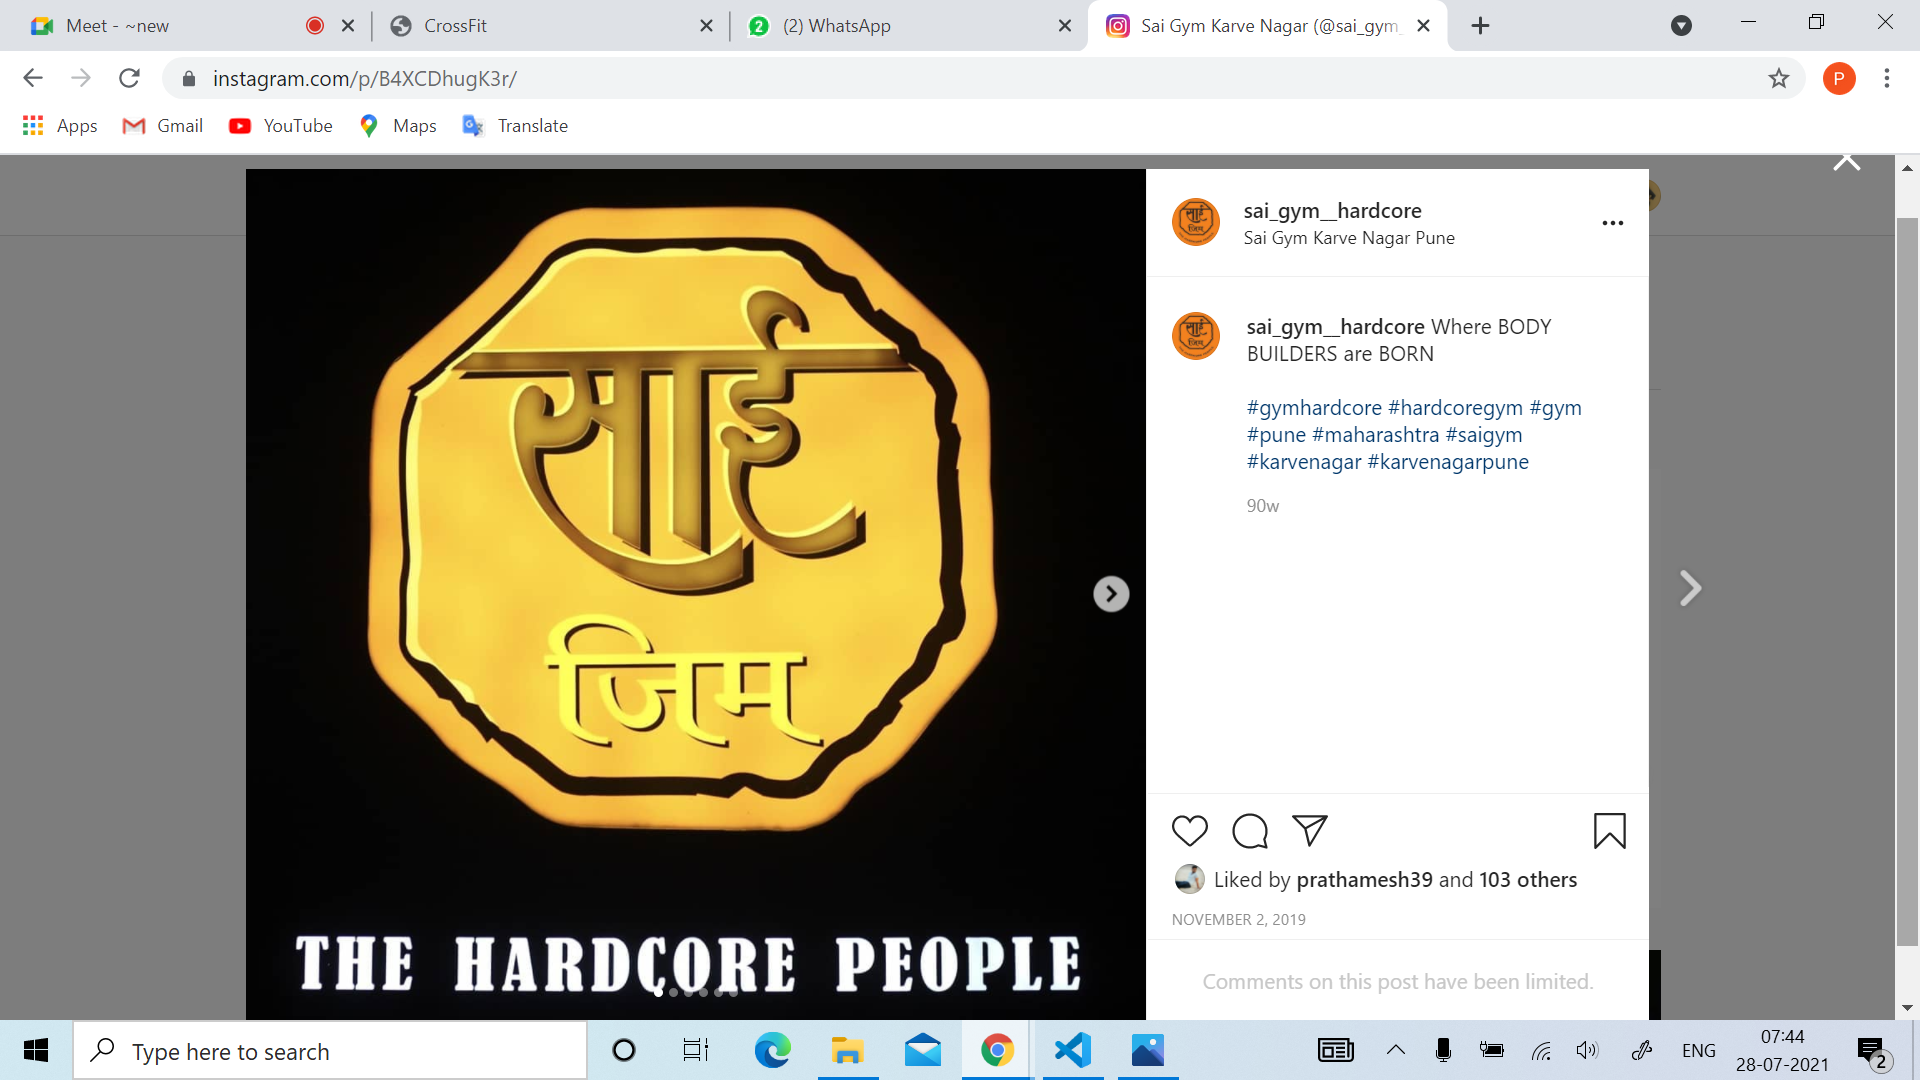 Meet - ~new
CrossFit
(2) WhatsApp
Sai Gym Karve Nagar (@sai_gym_
instagram.com/p/B4XCDhugK3r/
P
Apps
Gmail
YouTube
Maps
Translate
साई
जिम
THE HARDCORE PEOPLE
sai_gym__hardcore
Sai Gym Karve Nagar Pune
sai_gym__hardcore Where BODY
BUILDERS are BORN
#gymhardcore #hardcoregym #gym
#pune #maharashtra #saigym
#karvenagar #karvenagarpune
90w
Liked by prathamesh39 and 103 others
NOVEMBER 2, 2019
Comments on this post have been limited.
Type here to search
ENG
07:44
28-07-2021
2